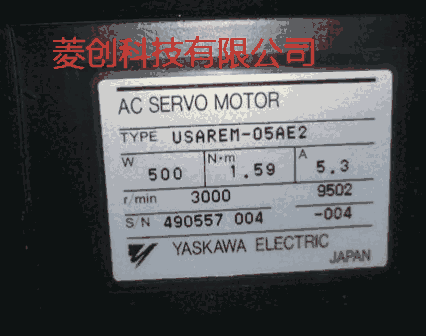 菱创科技有限公司
AC SERVO MOTOR
TYPE USAREM-05AE2
W 500 N·m 1.59 A 5.3
r/min 3000 9502
S/N 490557 004 -004
YASKAWA ELECTRIC
JAPAN